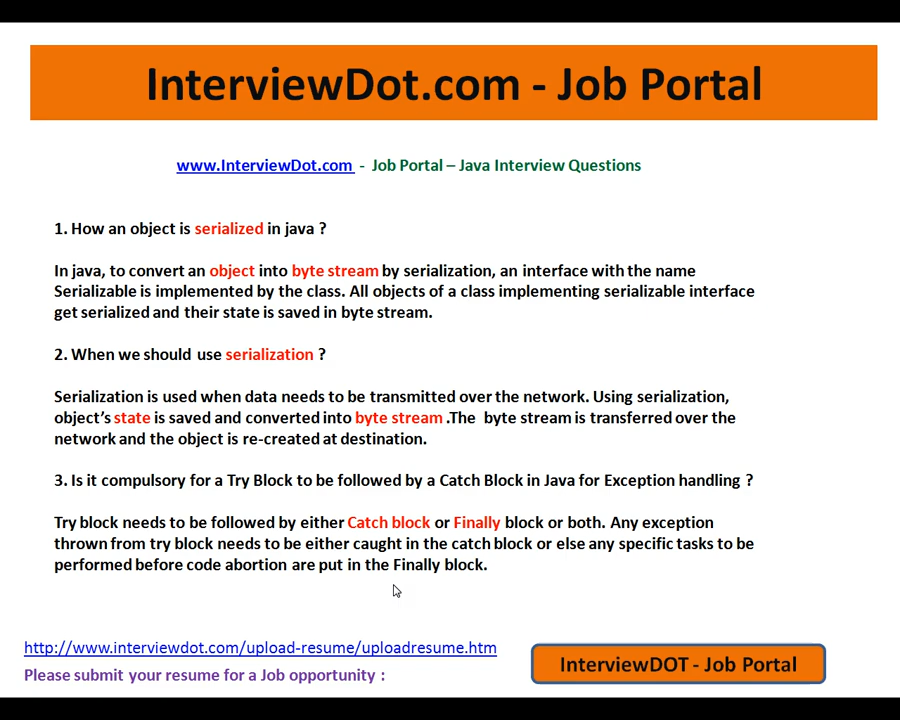 InterviewDot.com - Job Portal
www.InterviewDot.com - Job Portal – Java Interview Questions
1. How an object is serialized in java ?
In java, to convert an object into byte stream by serialization, an interface with the name
Serializable is implemented by the class. All objects of a class implementing serializable interface
get serialized and their state is saved in byte stream.
2. When we should use serialization ?
Serialization is used when data needs to be transmitted over the network. Using serialization,
object’s state is saved and converted into byte stream .The byte stream is transferred over the
network and the object is re-created at destination.
3. Is it compulsory for a Try Block to be followed by a Catch Block in Java for Exception handling ?
Try block needs to be followed by either Catch block or Finally block or both. Any exception
thrown from try block needs to be either caught in the catch block or else any specific tasks to be
performed before code abortion are put in the Finally block.
http://www.interviewdot.com/upload-resume/uploadresume.htm
Please submit your resume for a Job opportunity :
InterviewDOT - Job Portal